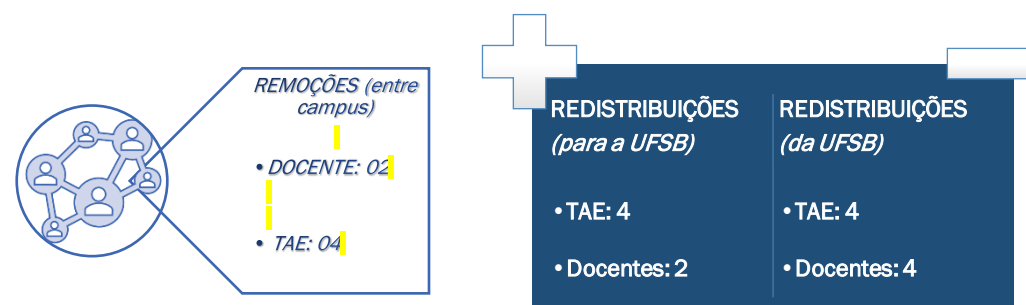 REMOÇÕES (entre
campus)
• DOCENTE: 02
• TAE: 04
REDISTRIBUIÇÕES
(para a UFSB)
• TAE: 4
• Docentes: 2
REDISTRIBUIÇÕES
(da UFSB)
• TAE: 4
• Docentes: 4